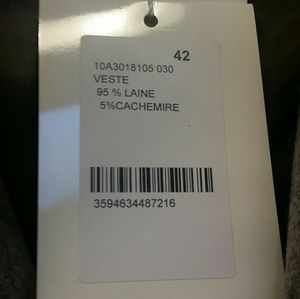 42
10A3018105 030
VESTE
95 % LAINE
5%CACHEMIRE
3594634487216